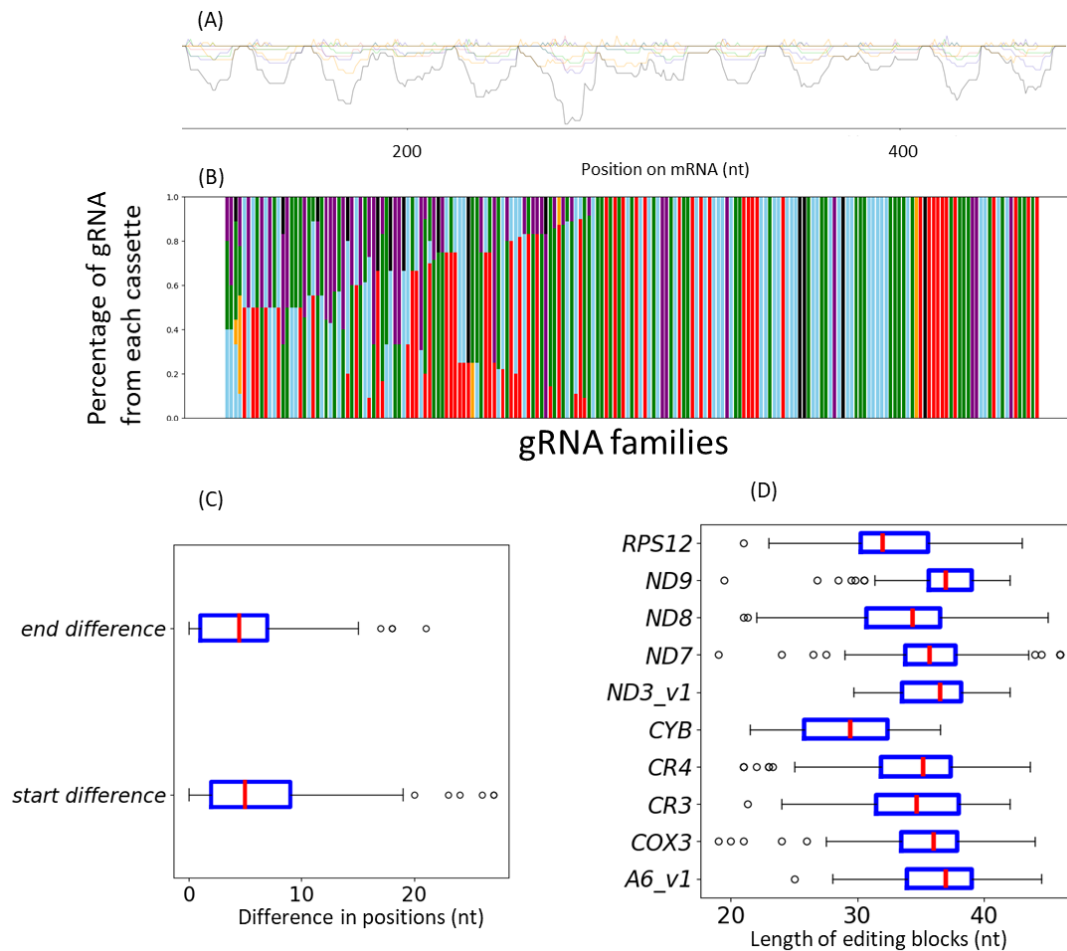 (A)
200
400
Position on mRNA (nt)
(B)
Percentage of gRNA
from each cassette
1.0
0.8
0.6
0.4
0.2
0.0
gRNA families
(C)
end difference
start difference
0
20
Difference in positions (nt)
(D)
RPS12
ND9
ND8
ND7
ND3_v1
CYB
CR4
CR3
COX3
A6_v1
20
30
40
Length of editing blocks (nt)